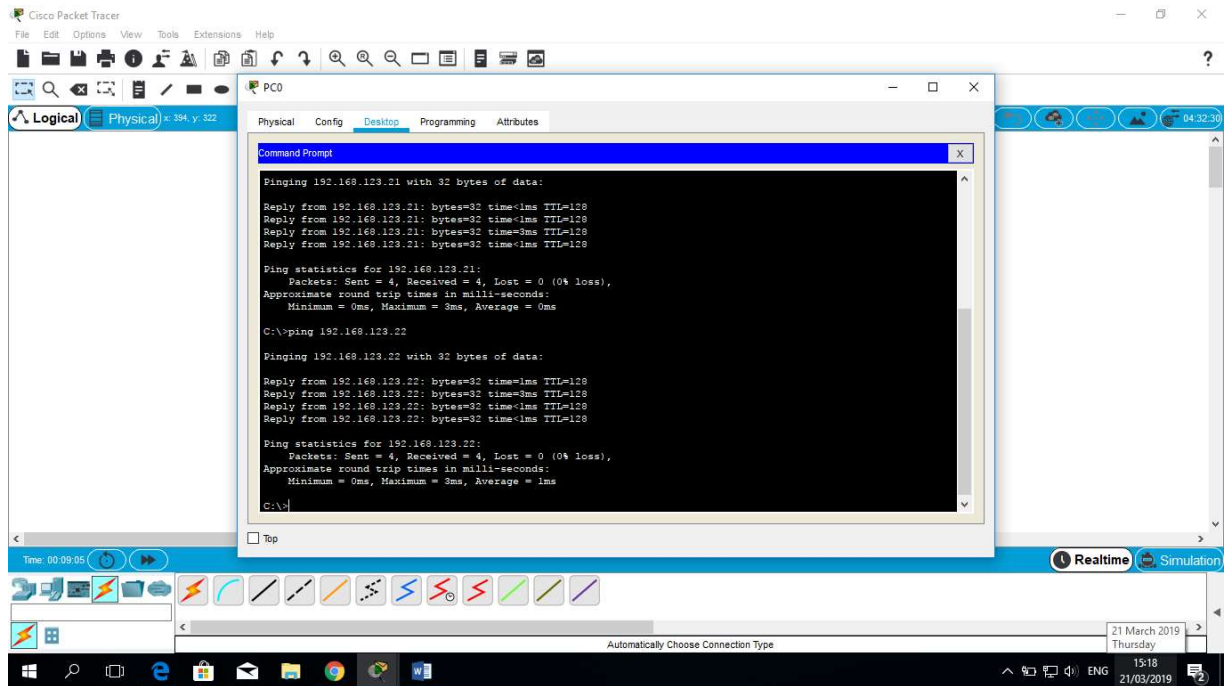 Cisco Packet Tracer
File Edit Options View Tools Extensions Help
?
PC0
Logical Physical x: 394, y: 322
04:32:30
Physical Config Desktop Programming Attributes
Command Prompt X
Pinging 192.168.123.21 with 32 bytes of data:
Reply from 192.168.123.21: bytes=32 time<1ms TTL=128
Reply from 192.168.123.21: bytes=32 time<1ms TTL=128
Reply from 192.168.123.21: bytes=32 time=3ms TTL=128
Reply from 192.168.123.21: bytes=32 time<1ms TTL=128
Ping statistics for 192.168.123.21:
Packets: Sent = 4, Received = 4, Lost = 0 (0% loss),
Approximate round trip times in milli-seconds:
Minimum = 0ms, Maximum = 3ms, Average = 0ms
C:\>ping 192.168.123.22
Pinging 192.168.123.22 with 32 bytes of data:
Reply from 192.168.123.22: bytes=32 time=1ms TTL=128
Reply from 192.168.123.22: bytes=32 time=3ms TTL=128
Reply from 192.168.123.22: bytes=32 time<1ms TTL=128
Reply from 192.168.123.22: bytes=32 time<1ms TTL=128
Ping statistics for 192.168.123.22:
Packets: Sent = 4, Received = 4, Lost = 0 (0% loss),
Approximate round trip times in milli-seconds:
Minimum = 0ms, Maximum = 3ms, Average = 1ms
C:\>
Top
Time: 00:09:05
Realtime Simulation
Automatically Choose Connection Type
21 March 2019
Thursday
ENG
15:18
21/03/2019
2